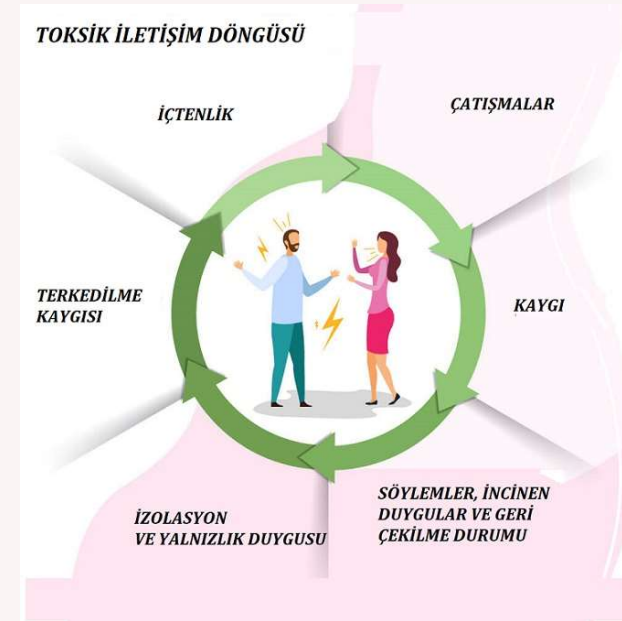 TOKSİK İLETİŞİM DÖNGÜSÜ
İÇTENLİK
ÇATIŞMALAR
KAYGI
SÖYLEMLER, İNCİNEN
DUYGULAR VE GERİ
ÇEKİLME DURUMU
İZOLASYON
VE YALNIZLIK DUYGUSU
TERKEDİLME
KAYGISI